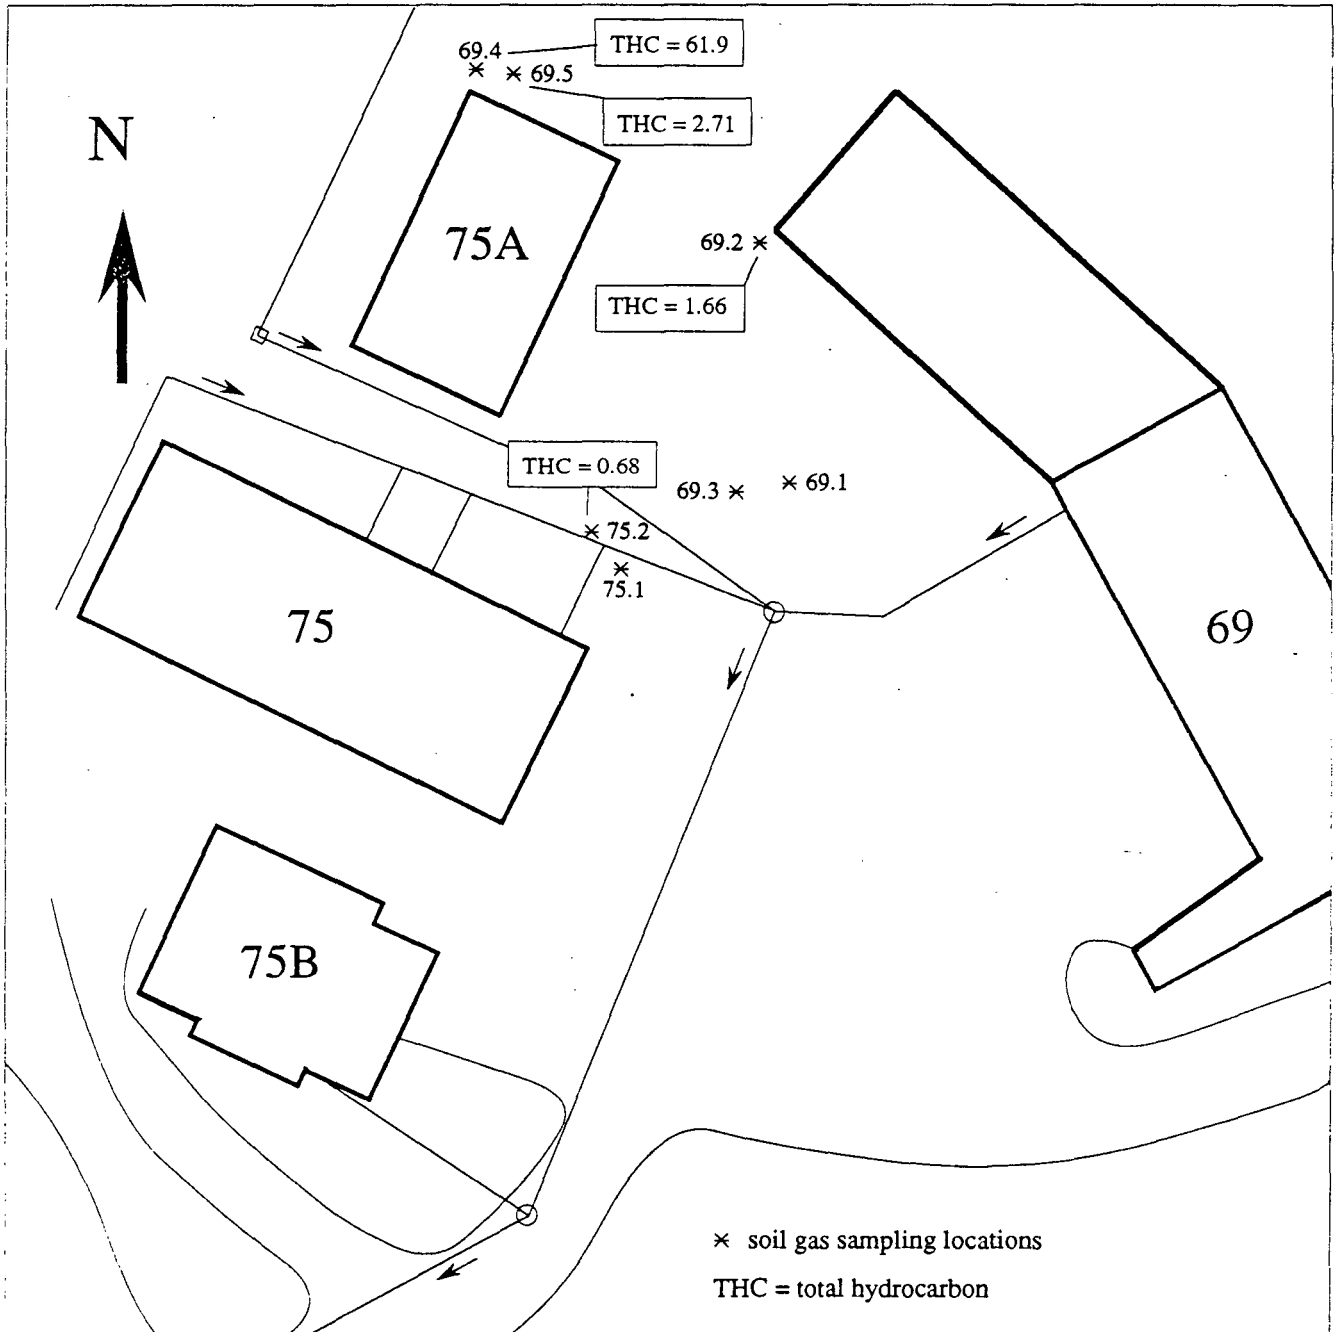 69.4
THC = 61.9
69.5
THC = 2.71
N
75A
69.2
THC = 1.66
THC = 0.68
69.3
69.1
75.2
75.1
75
69
75B
soil gas sampling locations
THC = total hydrocarbon